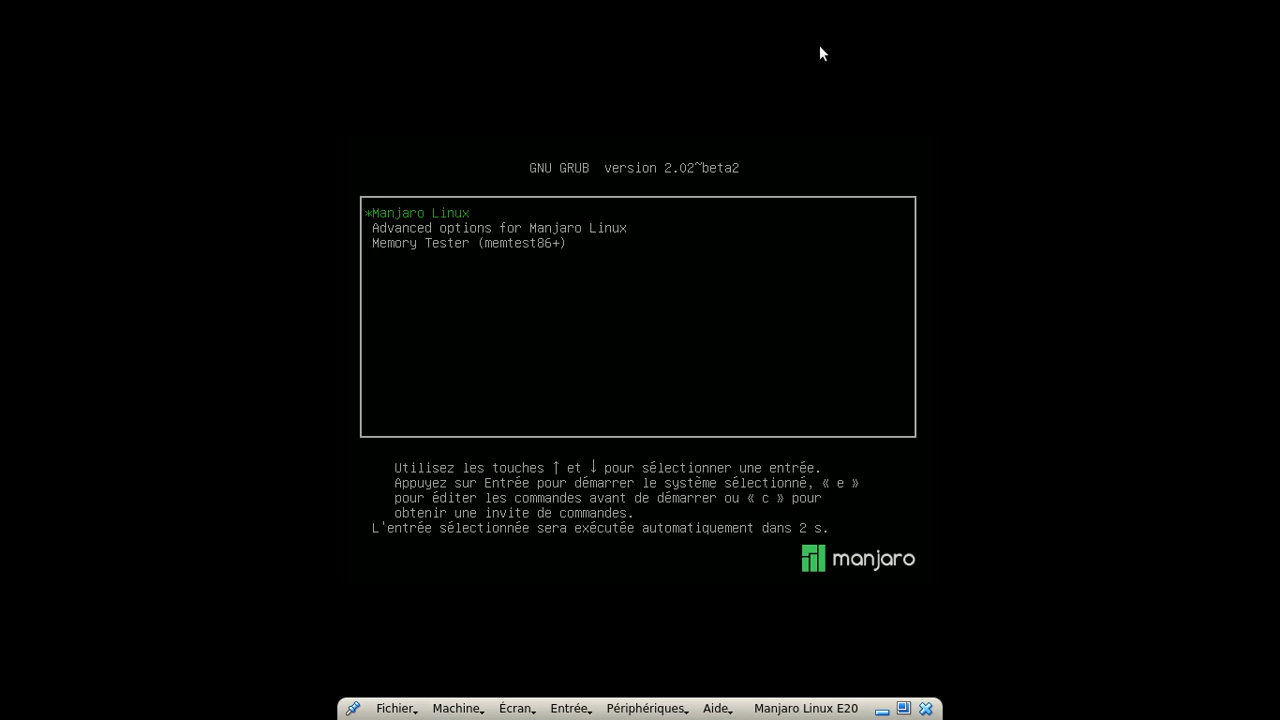 GNU GRUB  version 2.02~beta2
*Manjaro Linux
Advanced options for Manjaro Linux
Memory Tester (memtest86+)
Utilisez les touches ↑ et ↓ pour sélectionner une entrée.
Appuyez sur Entrée pour démarrer le système sélectionné, « e »
pour éditer les commandes avant de démarrer ou « c » pour
obtenir une invite de commandes.
L'entrée sélectionnée sera exécutée automatiquement dans 2 s.
manjaro
Fichier Machine Écran Entrée Périphériques Aide Manjaro Linux E20